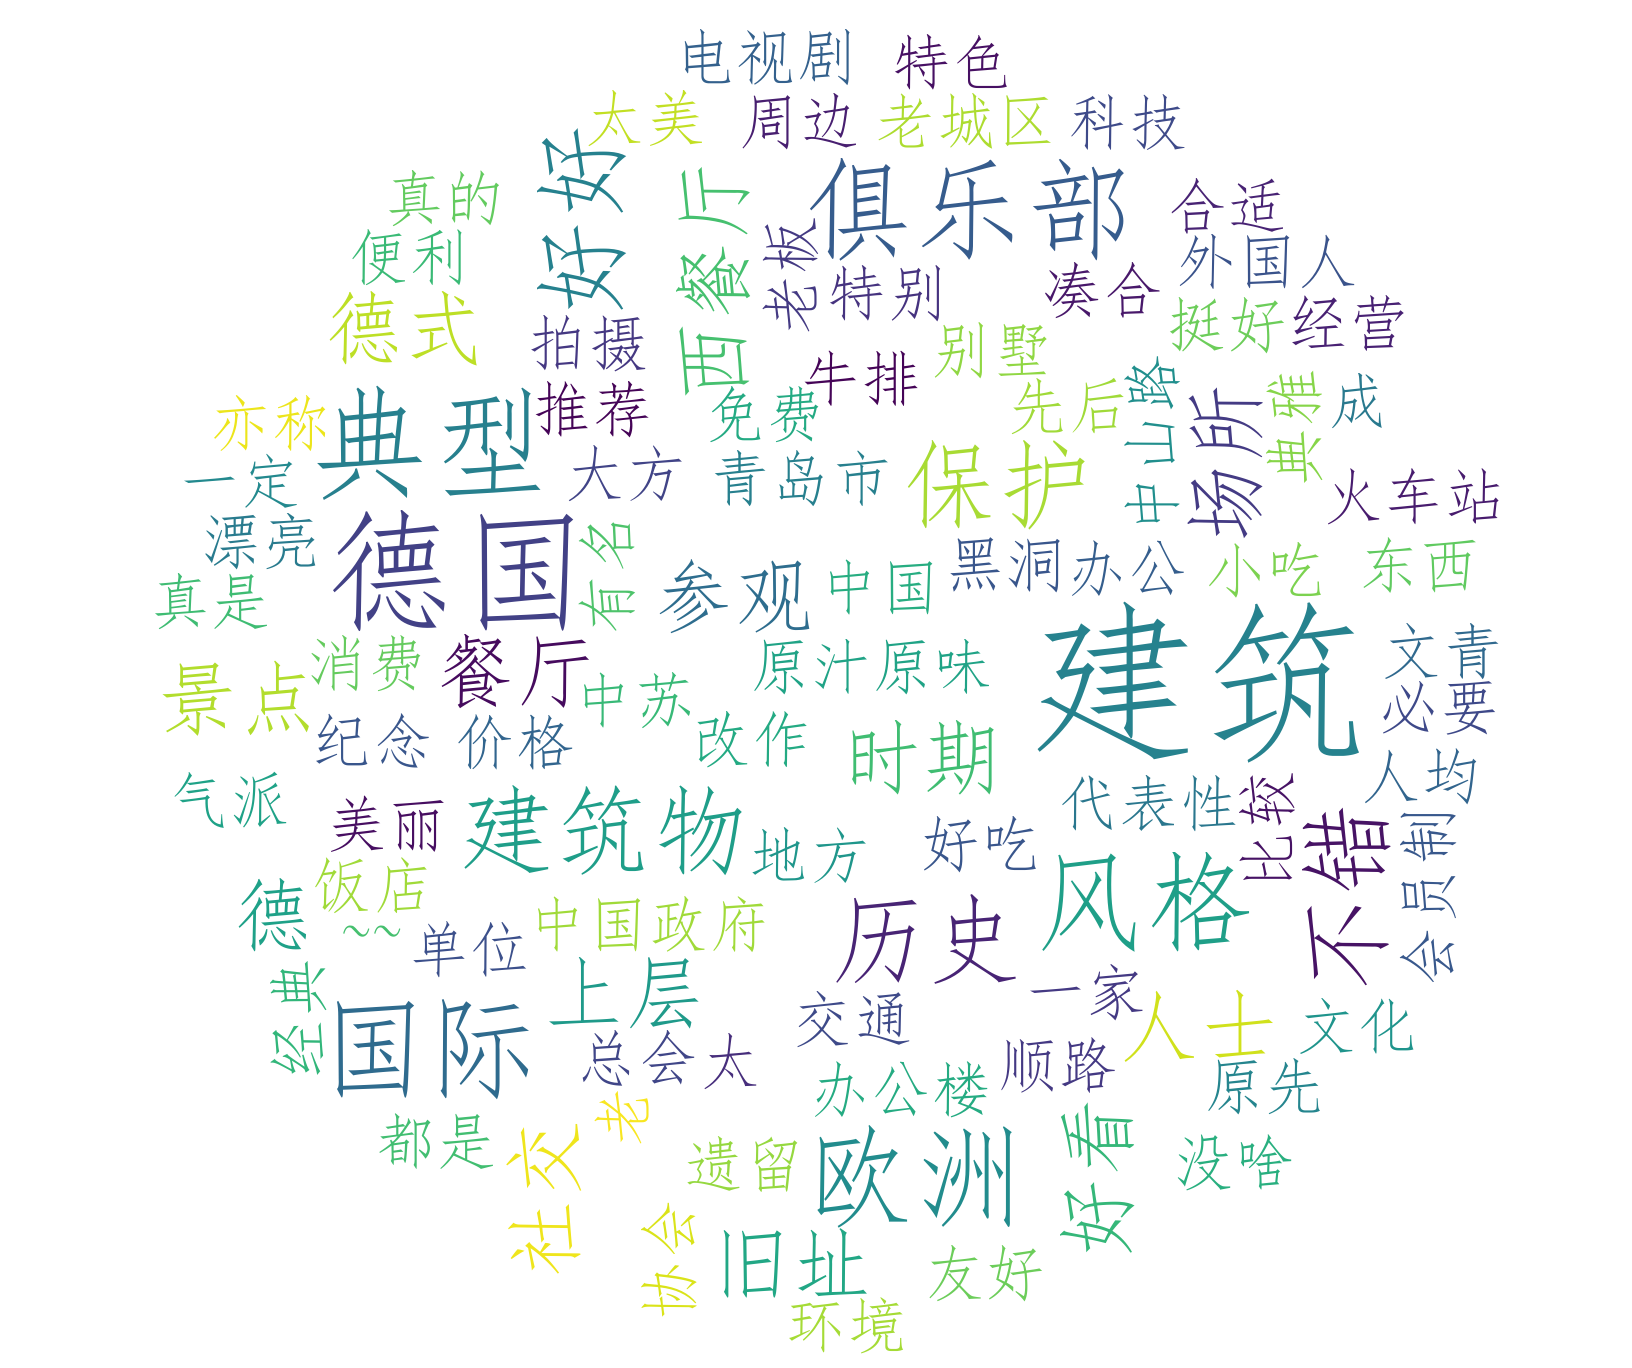 电视剧
特色
太美
周边
老城区
科技
好好
西餐厅
俱乐部
真的
老板
合适
便利
特别
凑合
外国人
德式
拍摄
牛排
别墅
挺好
经营
典型
推荐
免费
先后
中山路
场所
典雅
成
亦称
一定
大方
青岛市
保护
火车站
漂亮
德国
有名
参观
中国
黑洞
办公
小吃
东西
真是
建筑
景点
消费
餐厅
中苏
原汁原味
文青
必要
纪念
价格
改作
时期
气派
美丽
建筑物
地方
好吃
代表性
比较
人均
不错
会员制
德
饭店
~~
单位
中国政府
历史
风格
经典
国际
上层
总会
太
交通
一家
人士
文化
顺路
办公楼
原先
都是
社交
老
遗留
欧洲
好看
没啥
协会
旧址
友好
环境